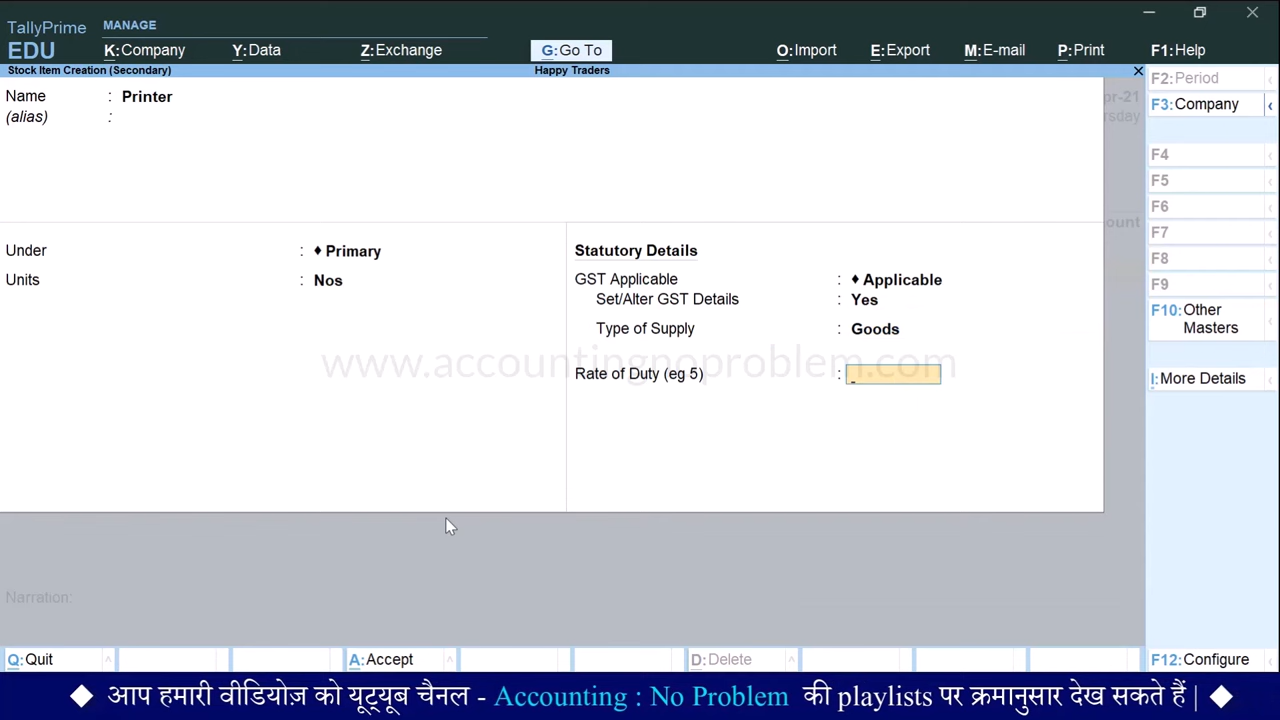 TallyPrime
MANAGE
EDU
K:Company
Y:Data
Z:Exchange
G:Go To
O:Import
E:Export
M:E-mail
P:Print
F1:Help
Stock Item Creation (Secondary)
Happy Traders
F2:Period
Name : Printer
pr-21
F3:Company
(alias) :
rsday
F4
F5
F6
ount
F7
Under : ♦ Primary
Statutory Details
F8
Units : Nos
GST Applicable : ♦ Applicable
F9
Set/Alter GST Details : Yes
F10:Other
Masters
Type of Supply : Goods
www.accountingnoproblem.com
Rate of Duty (eg 5) :
I:More Details
Narration:
Q:Quit
A:Accept
D:Delete
F12:Configure
◆ आप हमारी वीडियोज़ को यूट्यूब चैनल - Accounting : No Problem की playlists पर क्रमानुसार देख सकते हैं | ◆